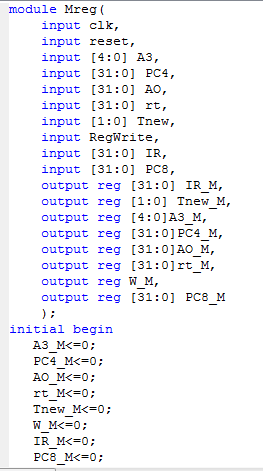 module Mreg(
input clk,
input reset,
input [4:0] A3,
input [31:0] PC4,
input [31:0] AO,
input [31:0] rt,
input [1:0] Tnew,
input RegWrite,
input [31:0] IR,
input [31:0] PC8,
output reg [31:0] IR_M,
output reg [1:0] Tnew_M,
output reg [4:0]A3_M,
output reg [31:0]PC4_M,
output reg [31:0]AO_M,
output reg [31:0]rt_M,
output reg W_M,
output reg [31:0] PC8_M
);
initial begin
A3_M<=0;
PC4_M<=0;
AO_M<=0;
rt_M<=0;
Tnew_M<=0;
W_M<=0;
IR_M<=0;
PC8_M<=0;